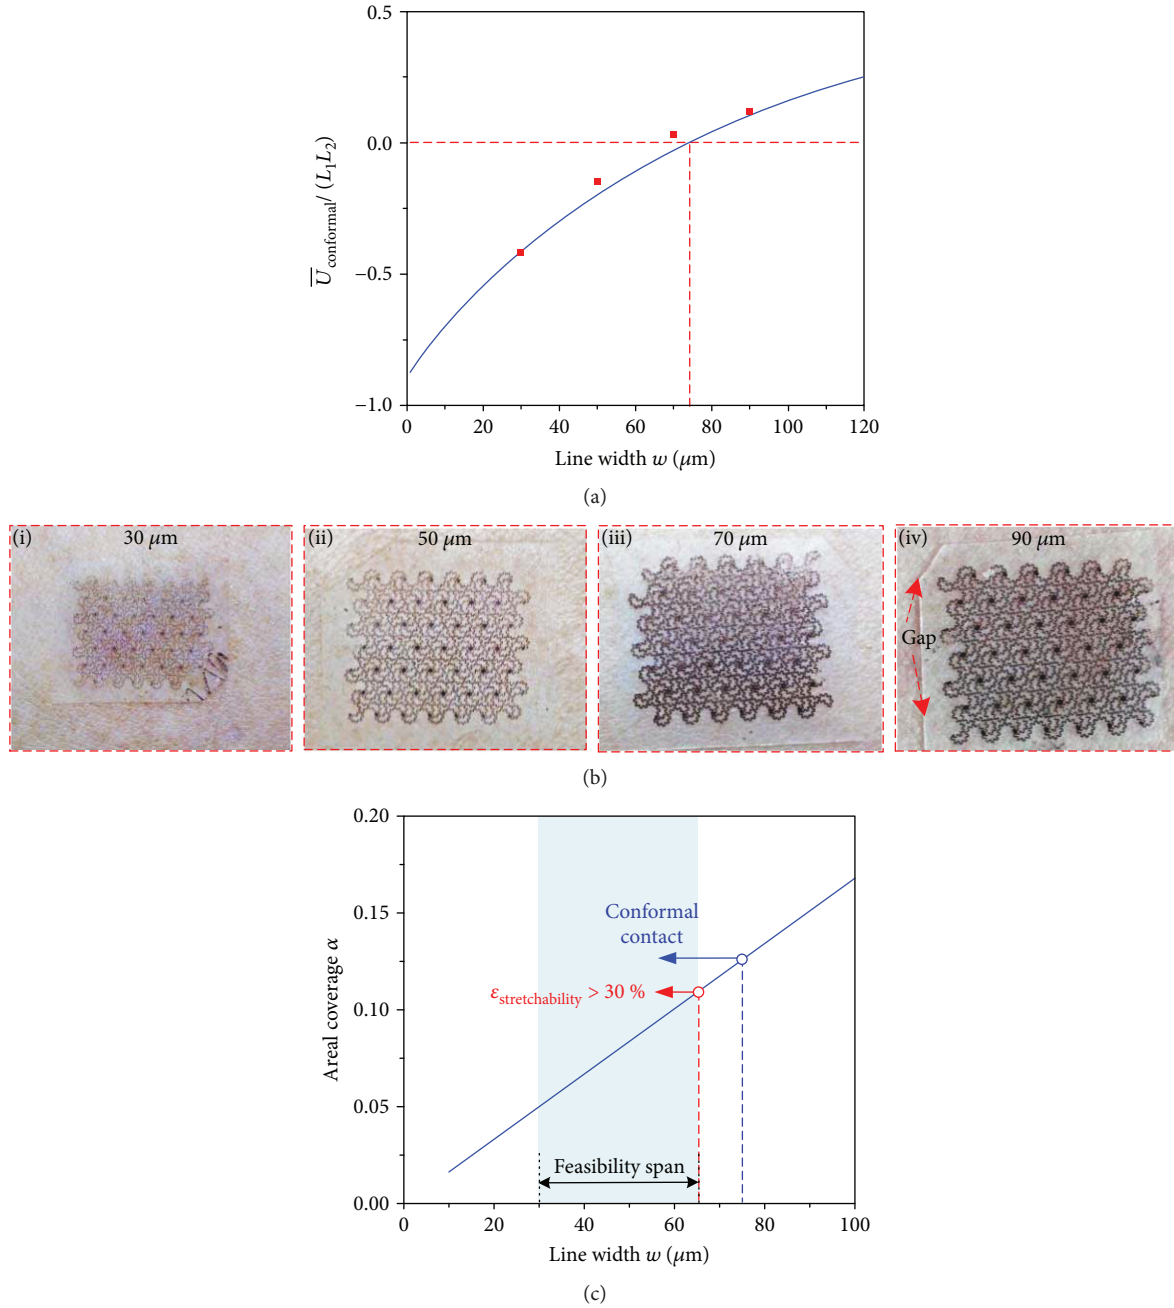 0.5
0.0
−0.5
−1.0
U̅conformal/ (L1L2)
0 20 40 60 80 100 120
Line width w (μm)
(a)
(i) 30 μm
(ii) 50 μm
(iii) 70 μm
(iv) 90 μm
Gap
(b)
0.20
0.15
0.10
0.05
0.00
Areal coverage α
Conformal
contact
εstretchability > 30 %
Feasibility span
0 20 40 60 80 100
Line width w (μm)
(c)